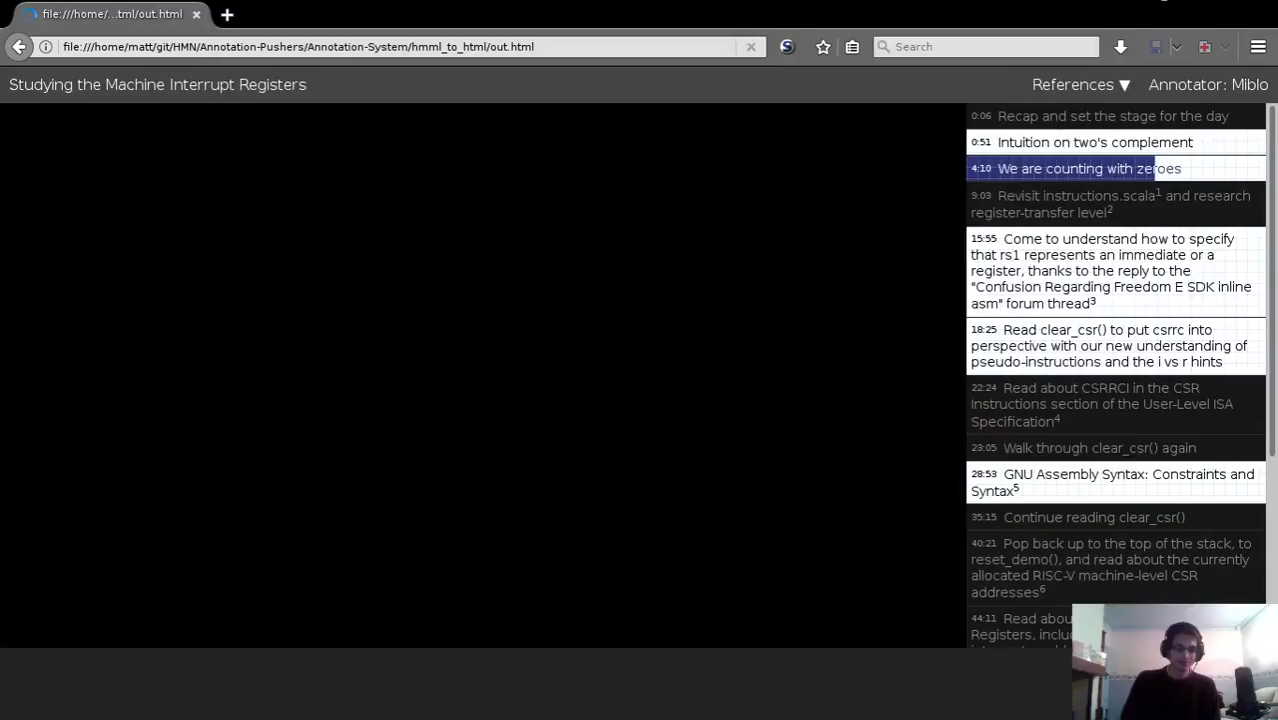 file:///home/...tml/out.html
file:///home/matt/git/HMN/Annotation-Pushers/Annotation-System/hmml_to_html/out.html
Search
Studying the Machine Interrupt Registers
References ▼ Annotator: Miblo
0:06 Recap and set the stage for the day
0:51 Intuition on two's complement
4:10 We are counting with zeroes
9:03 Revisit instructions.scala1 and research
register-transfer level2
15:55 Come to understand how to specify
that rs1 represents an immediate or a
register, thanks to the reply to the
"Confusion Regarding Freedom E SDK inline
asm" forum thread3
18:25 Read clear_csr() to put csrrc into
perspective with our new understanding of
pseudo-instructions and the i vs r hints
22:24 Read about CSRRCI in the CSR
Instructions section of the User-Level ISA
Specification4
23:05 Walk through clear_csr() again
28:53 GNU Assembly Syntax: Constraints and
Syntax5
35:15 Continue reading clear_csr()
40:21 Pop back up to the top of the stack, to
reset_demo(), and read about the currently
allocated RISC-V machine-level CSR
addresses6
44:11 Read abou
Registers, inclu